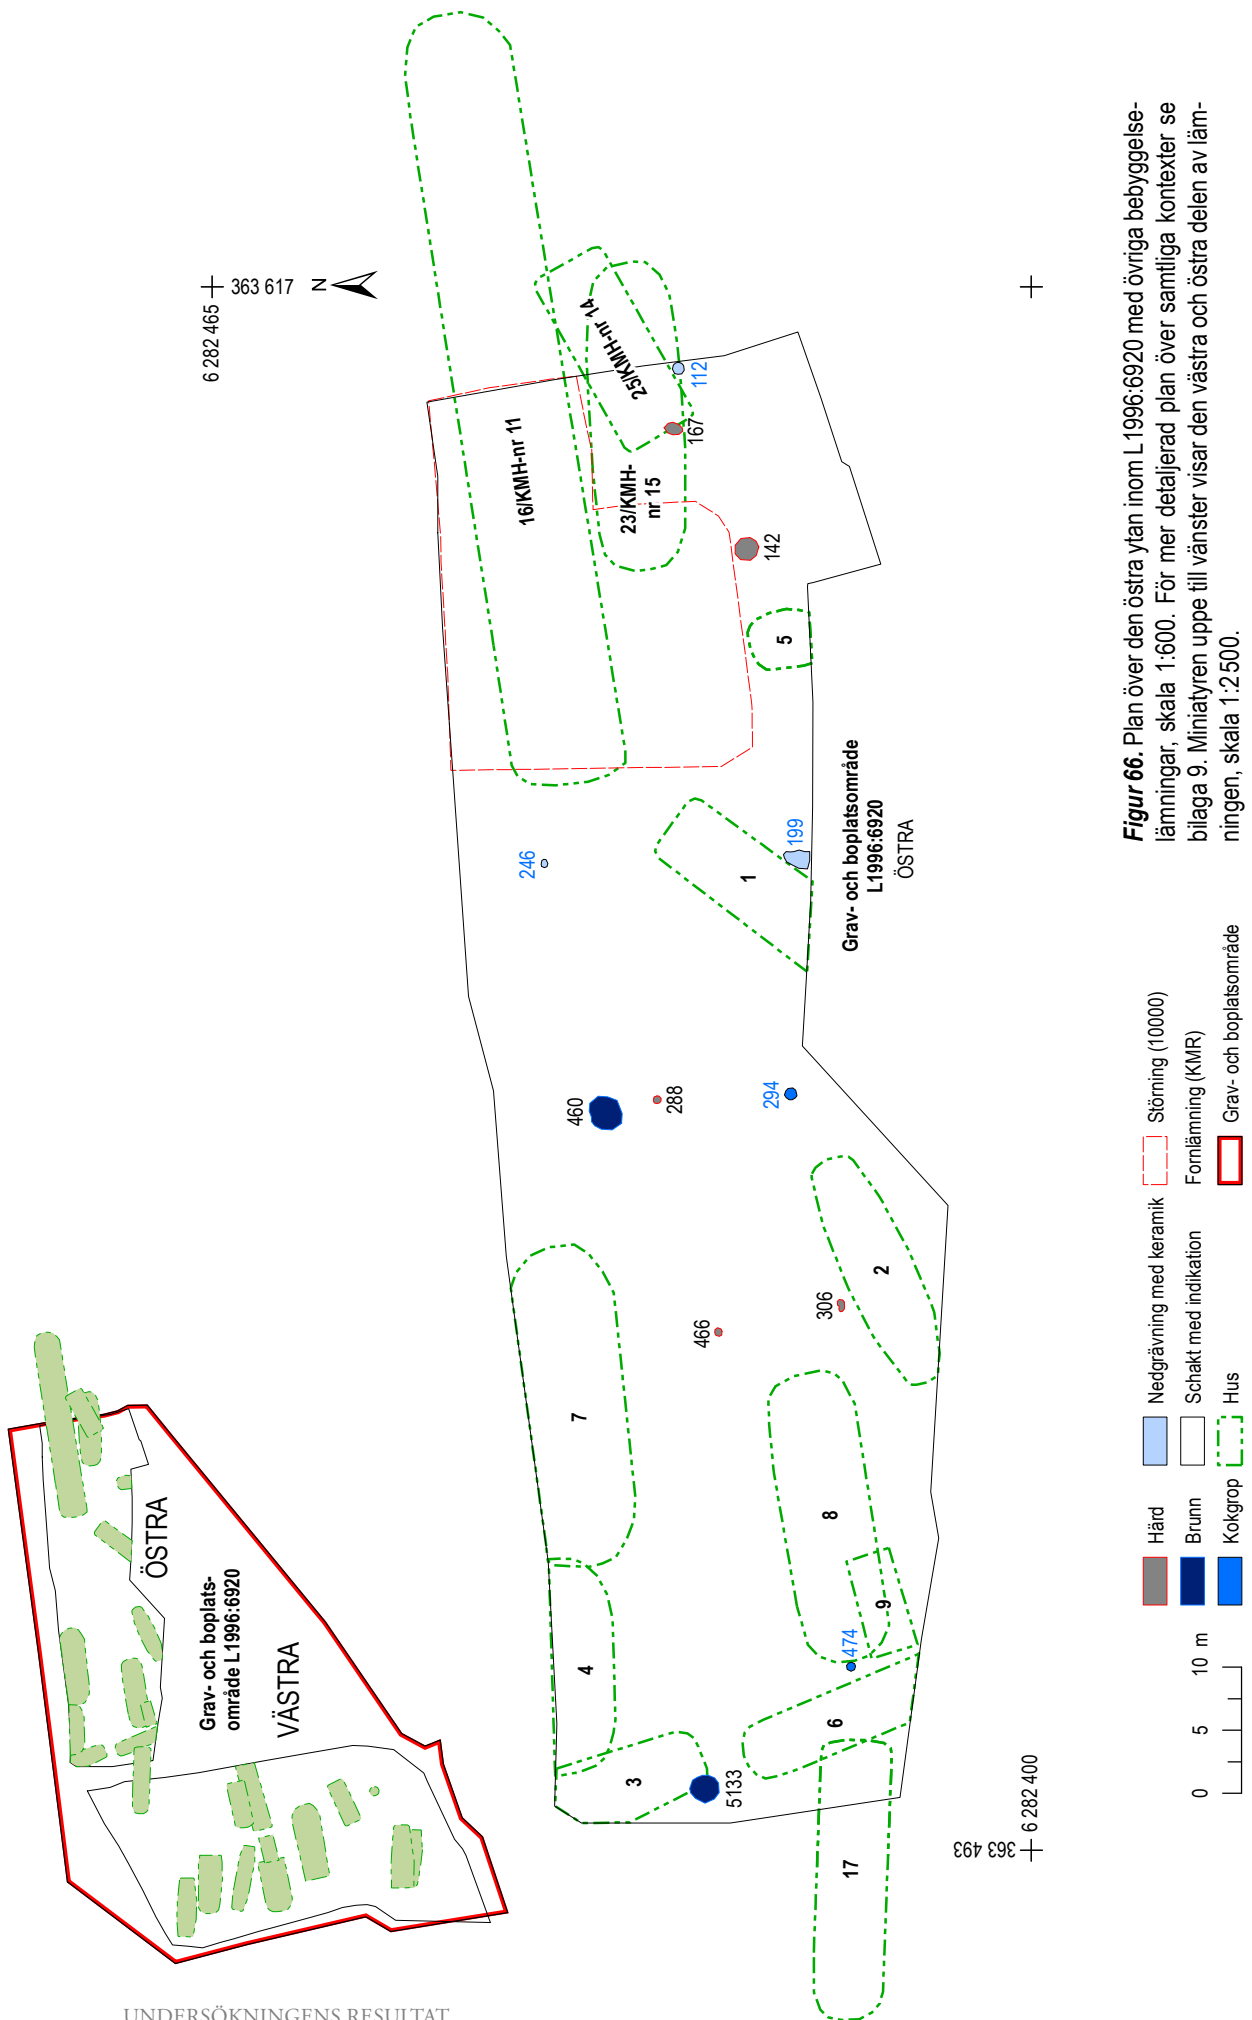 Grav- och boplats-
område L1996:6920
VÄSTRA
ÖSTRA
6 282 465
363 617
N
16/KMH-nr 11
25/KMH-nr 14
23/KMH-
nr 15
112
167
142
5
246
1
199
Grav- och boplatsområde
L1996:6920
ÖSTRA
460
288
294
7
466
306
2
8
9
474
4
6
3
5133
17
363 493
6 282 400
0 5 10 m
Härd
Brunn
Kokgrop
Nedgrävning med keramik
Schakt med indikation
Hus
Störning (10000)
Fornlämning (KMR)
Grav- och boplatsområde
Figur 66. Plan över den östra ytan inom L1996:6920 med övriga bebyggelse-
lämningar, skala 1:600. För mer detaljerad plan över samtliga kontexter se
bilaga 9. Miniatyren uppe till vänster visar den västra och östra delen av läm-
ningen, skala 1:2500.
UNDERSÖKNINGENS RESULTAT